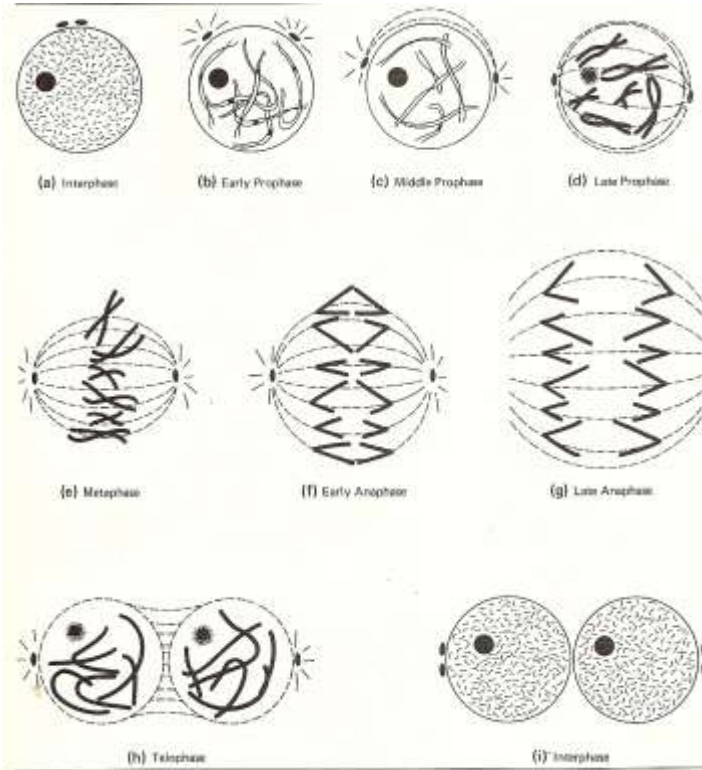 (a) Interphase
(b) Early Prophase
(c) Middle Prophase
(d) Late Prophase
(e) Metaphase
(f) Early Anaphase
(g) Late Anaphase
(h) Telophase
(i) Interphase